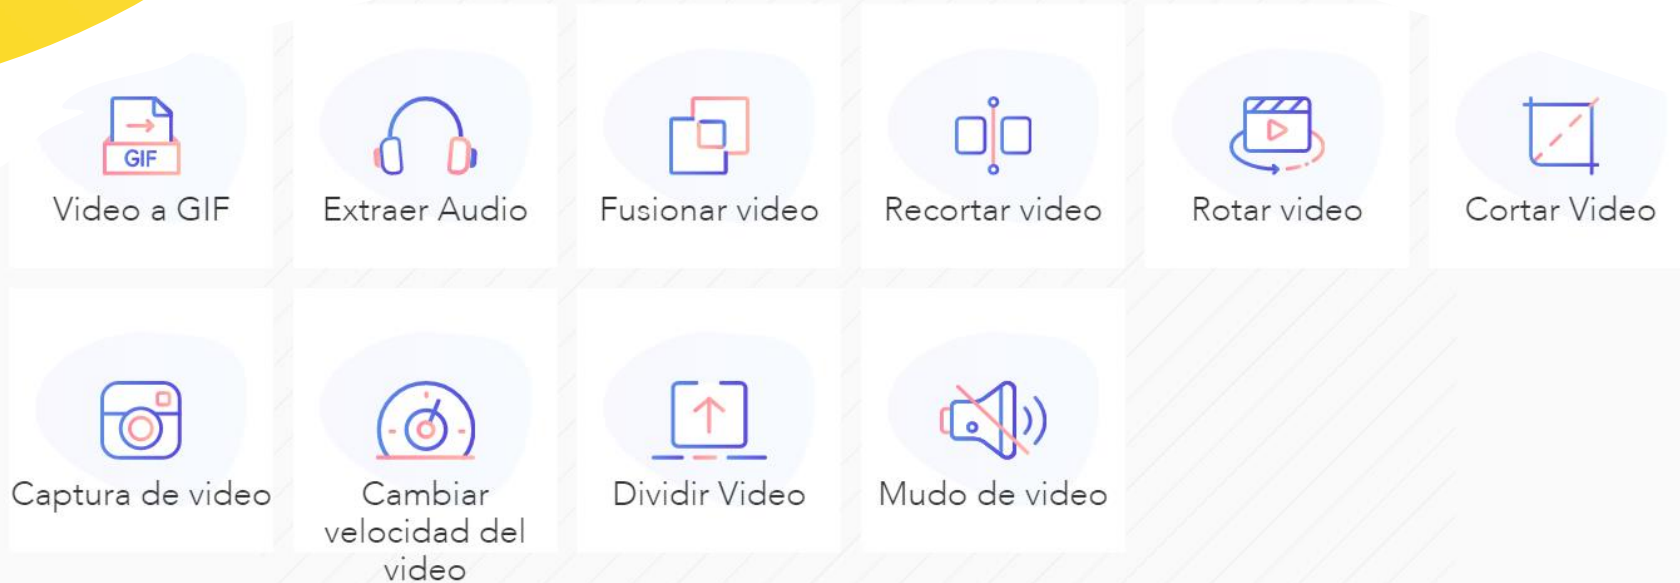 GIF
Video a GIF
Extraer Audio
Fusionar video
Recortar video
Rotar video
Cortar Video
Captura de video
Cambiar
velocidad del
video
Dividir Video
Mudo de video